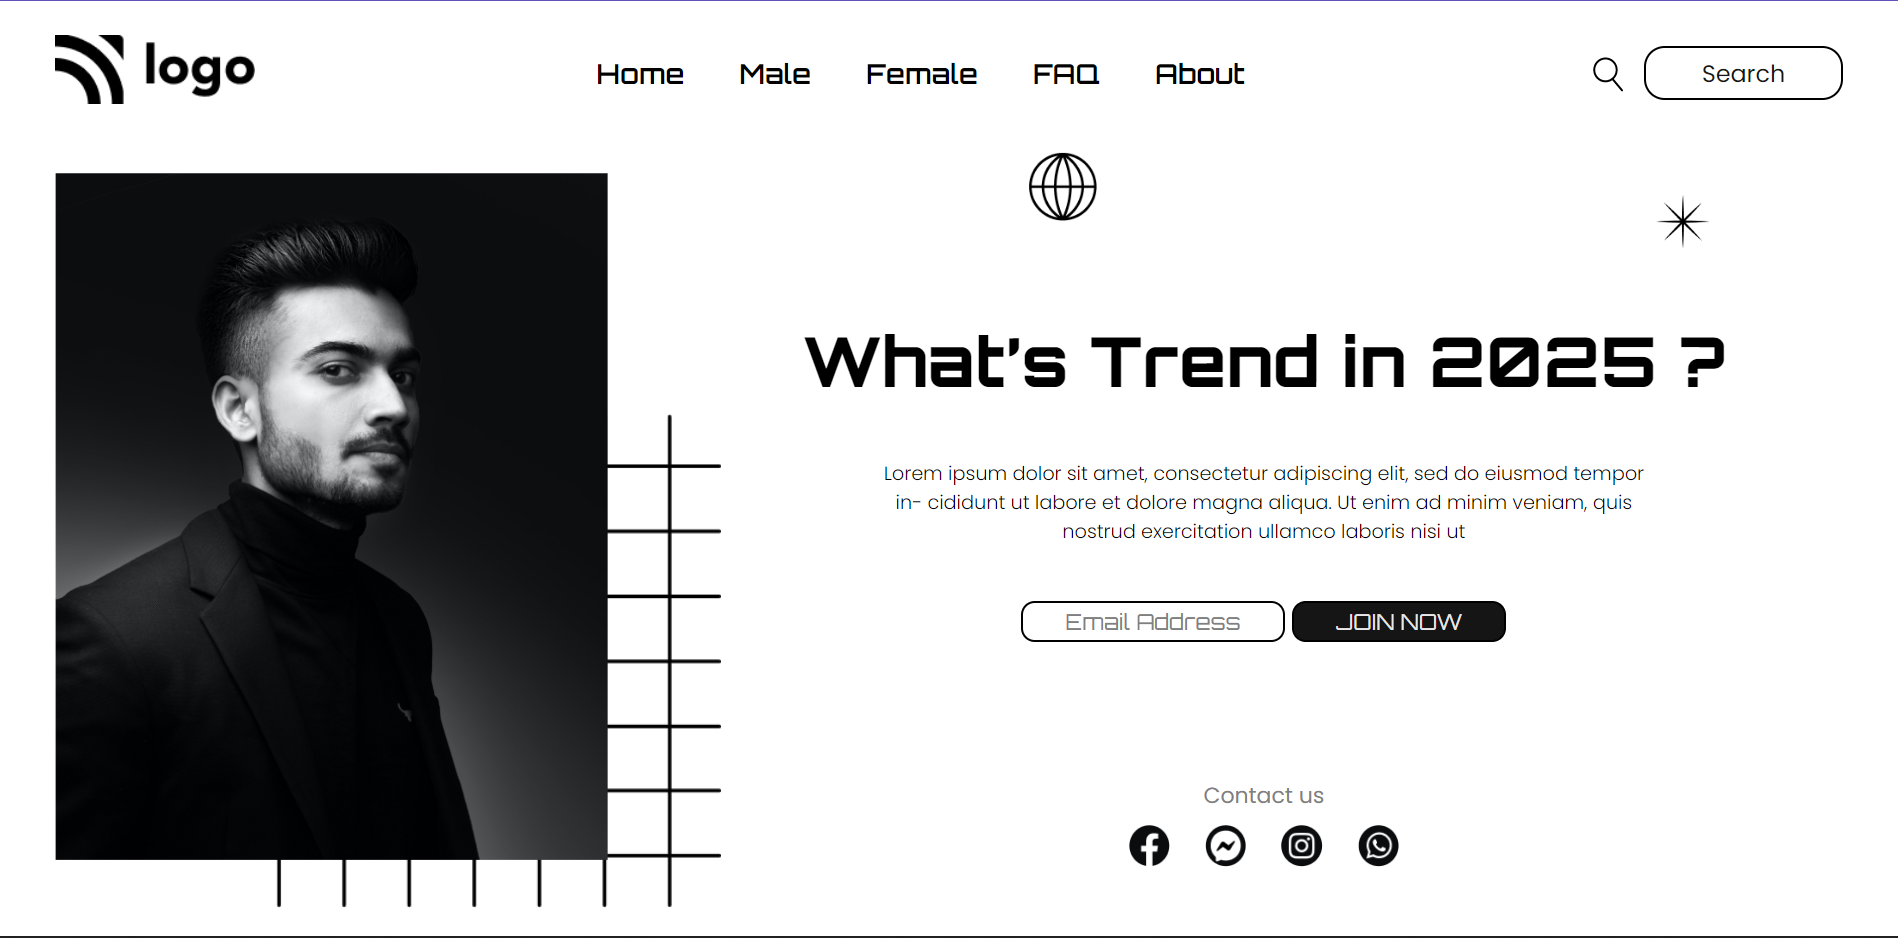 logo
Home Male Female FAQ About
Search
What's Trend in 2025 ?
Lorem ipsum dolor sit amet, consectetur adipiscing elit, sed do eiusmod tempor
in- cididunt ut labore et dolore magna aliqua. Ut enim ad minim veniam, quis
nostrud exercitation ullamco laboris nisi ut
Email Address
JOIN NOW
Contact us